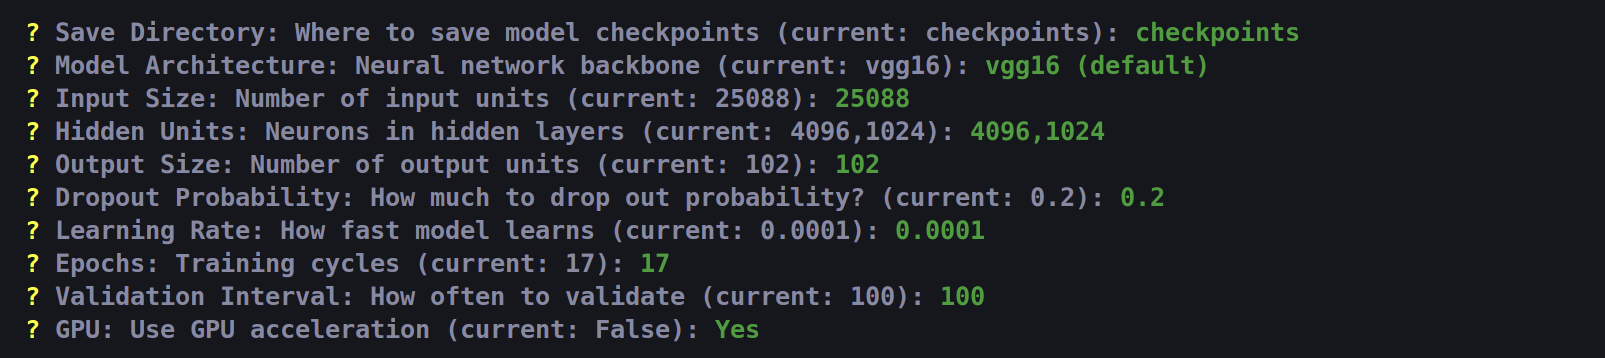 ? Save Directory: Where to save model checkpoints (current: checkpoints): checkpoints
? Model Architecture: Neural network backbone (current: vgg16): vgg16 (default)
? Input Size: Number of input units (current: 25088): 25088
? Hidden Units: Neurons in hidden layers (current: 4096,1024): 4096,1024
? Output Size: Number of output units (current: 102): 102
? Dropout Probability: How much to drop out probability? (current: 0.2): 0.2
? Learning Rate: How fast model learns (current: 0.0001): 0.0001
? Epochs: Training cycles (current: 17): 17
? Validation Interval: How often to validate (current: 100): 100
? GPU: Use GPU acceleration (current: False): Yes